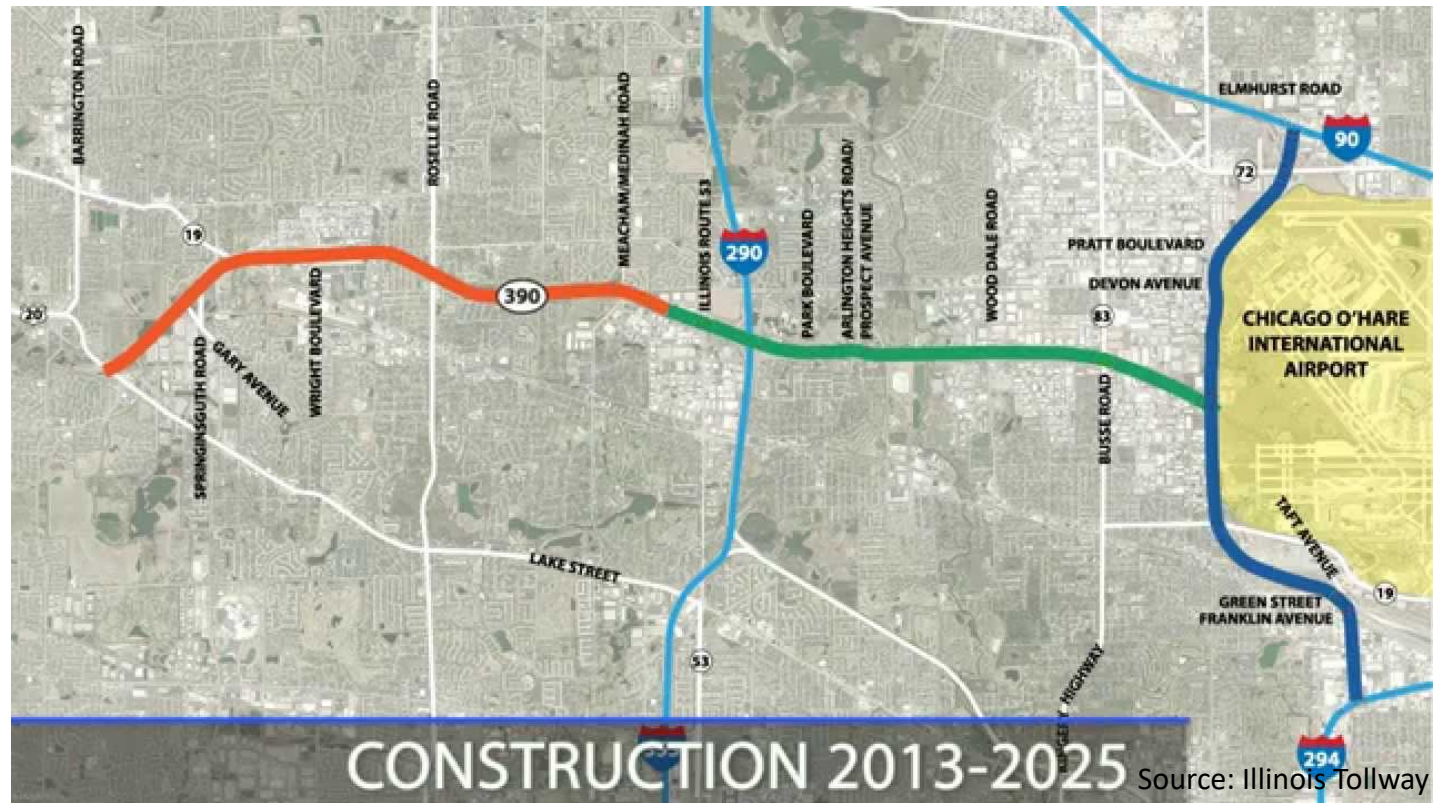 BARRINGTON ROAD
ROSELLE ROAD
MEACHAM/MEDINAH ROAD
ILLINOIS ROUTE 53
290
PARK BOULEVARD
ARLINGTON HEIGHTS ROAD/
PROSPECT AVENUE
WOOD DALE ROAD
ELMHURST ROAD
90
72
PRATT BOULEVARD
DEVON AVENUE
83
CHICAGO O'HARE
INTERNATIONAL
AIRPORT
19
20
390
SPRINGINSGUTH ROAD
GARY AVENUE
WRIGHT BOULEVARD
BUSSE ROAD
LAKE STREET
TAFT AVENUE
19
GREEN STREET
FRANKLIN AVENUE
53
HIGHWAY
294
CONSTRUCTION 2013-2025
Source: Illinois Tollway